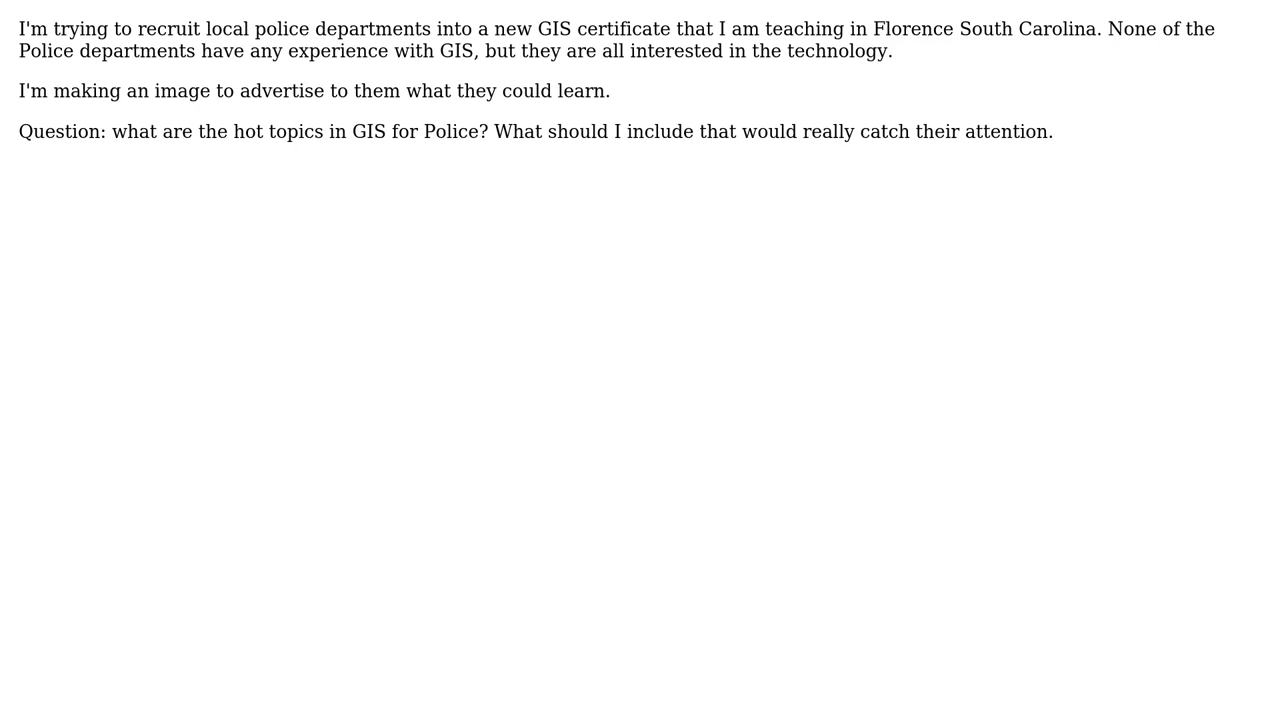 I'm trying to recruit local police departments into a new GIS certificate that I am teaching in Florence South Carolina. None of the
Police departments have any experience with GIS, but they are all interested in the technology.
I'm making an image to advertise to them what they could learn.
Question: what are the hot topics in GIS for Police? What should I include that would really catch their attention.